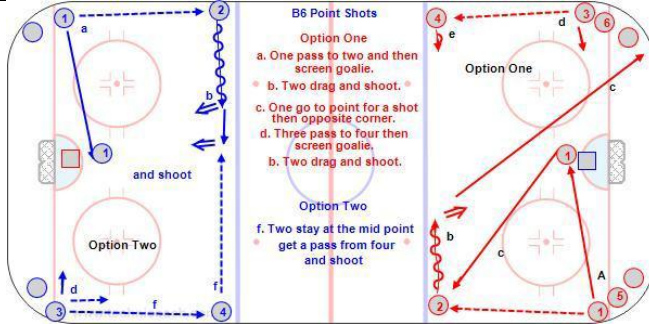 B6 Point Shots
Option One
a. One pass to two and then
screen goalie.
b. Two drag and shoot.
c. One go to point for a shot
then opposite corner.
d. Three pass to four then
screen goalie.
b. Two drag and shoot.
Option Two
f. Two stay at the mid point
get a pass from four
and shoot
1
2
a
b
1
and shoot
Option Two
d
f
f
3
4
4
3
6
d
e
Option One
c
1
b
c
A
2
1
5